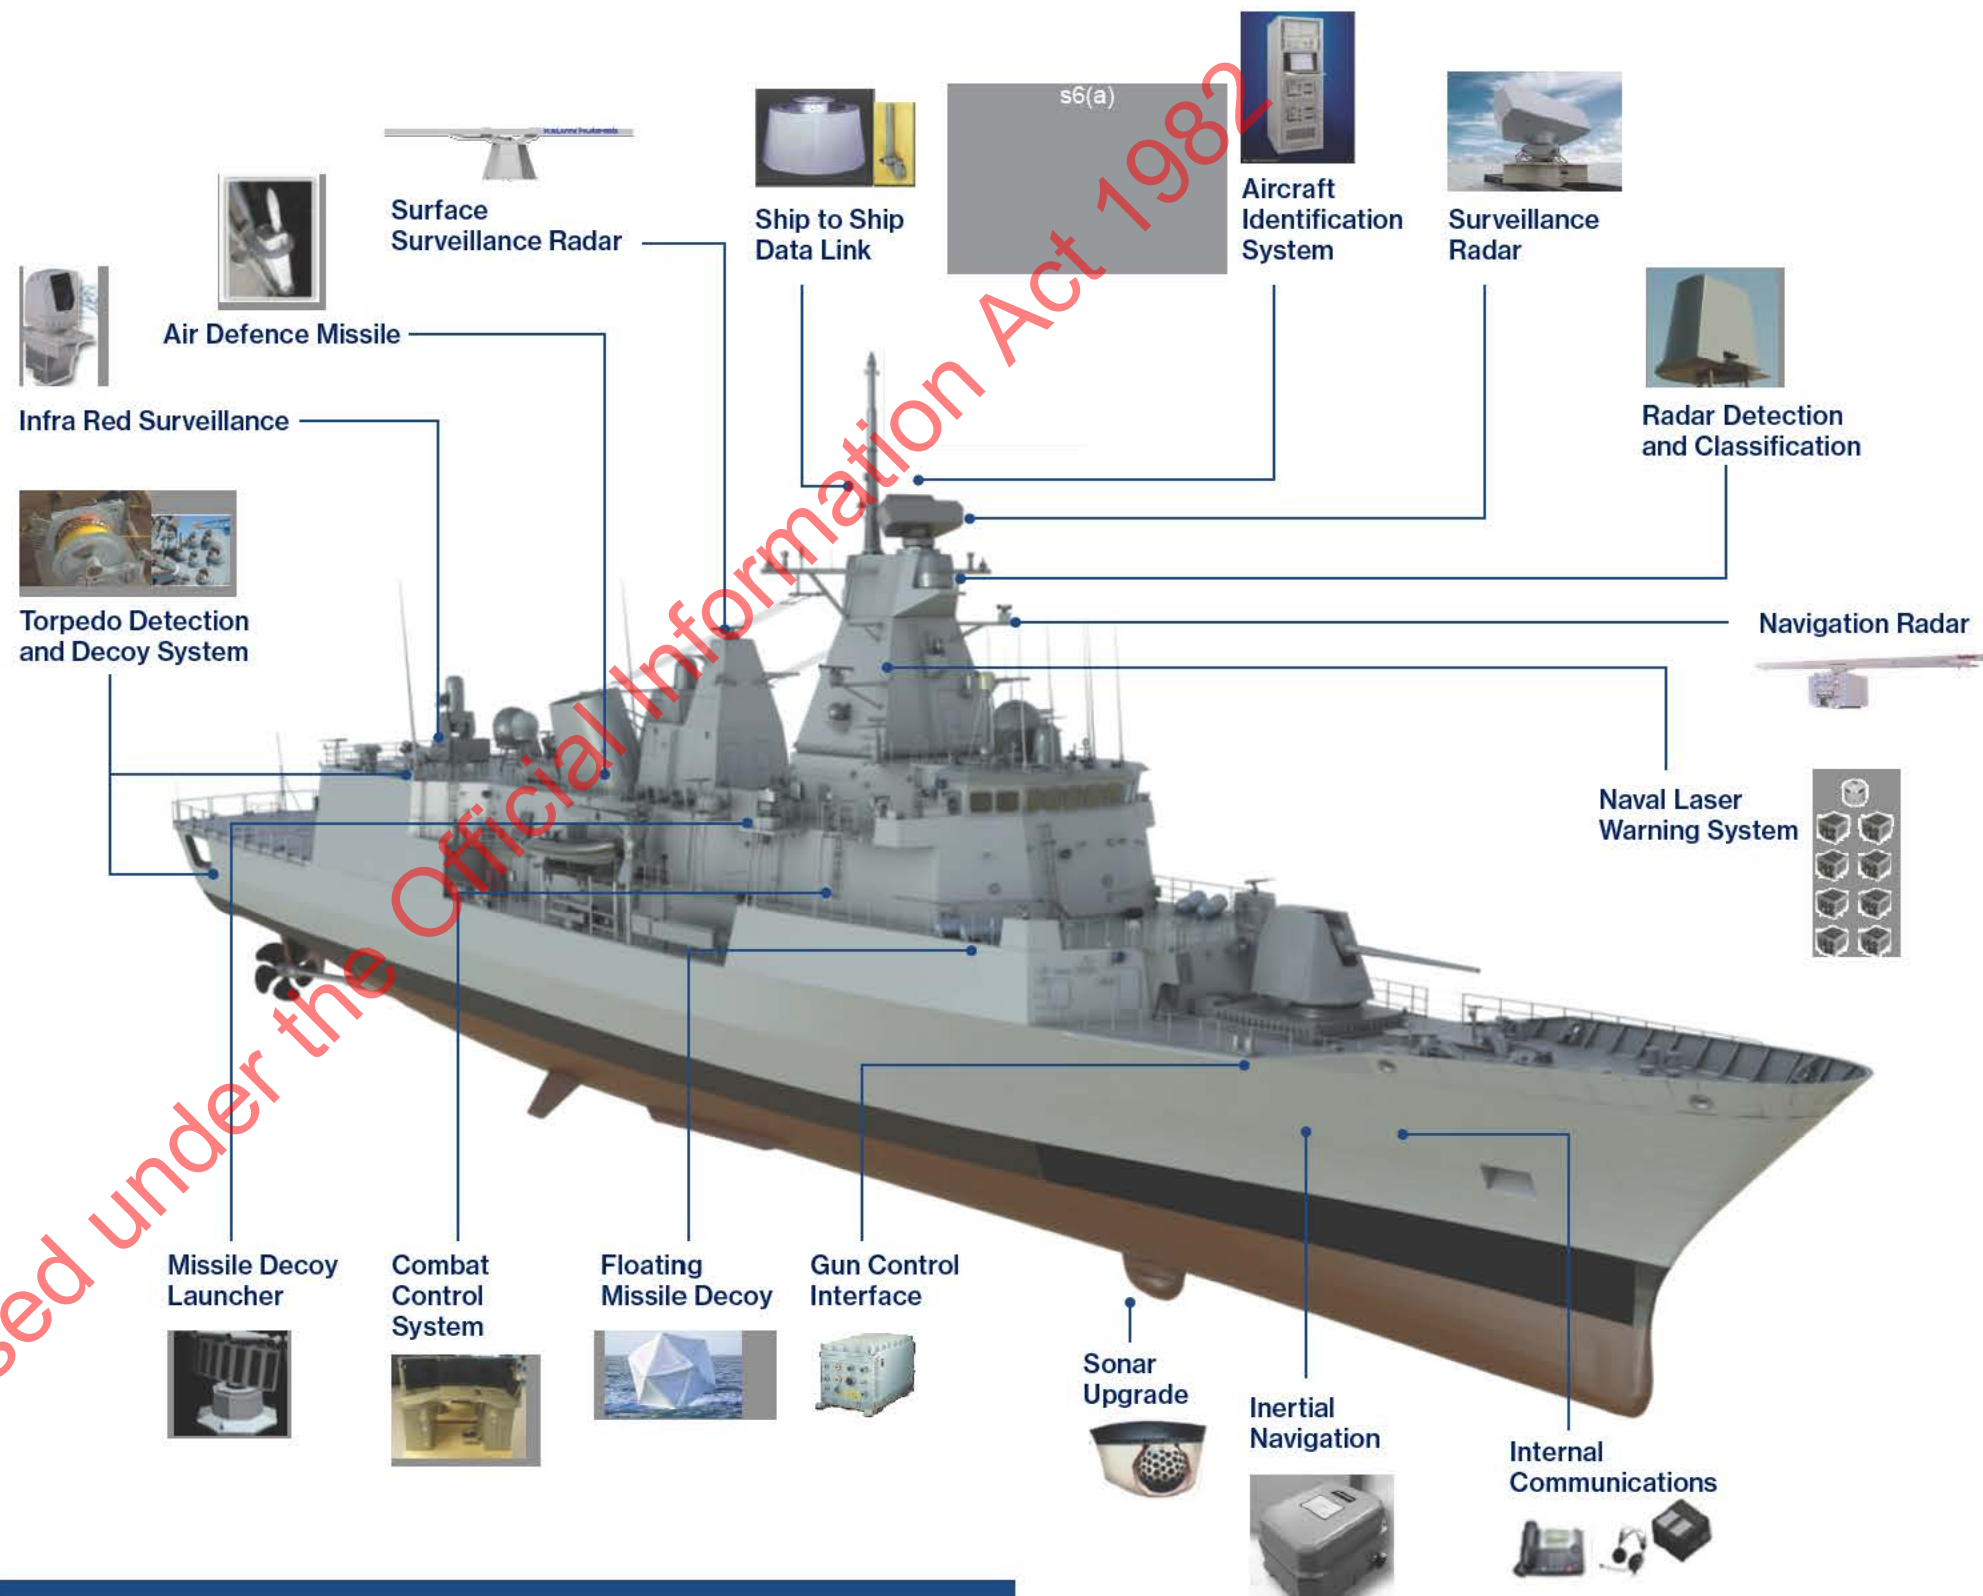 s6(a)
Surface
Surveillance Radar
Ship to Ship
Data Link
Aircraft
Identification
System
Surveillance
Radar
Air Defence Missile
Infra Red Surveillance
Radar Detection
and Classification
Torpedo Detection
and Decoy System
Navigation Radar
Naval Laser
Warning System
Missile Decoy
Launcher
Combat
Control
System
Floating
Missile Decoy
Gun Control
Interface
Sonar
Upgrade
Inertial
Navigation
Internal
Communications
sed under the Official Information Act 1982